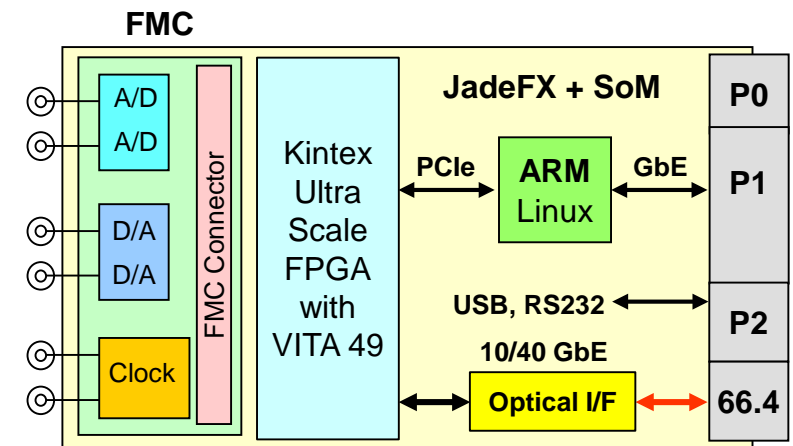 FMC
A/D
A/D
D/A
D/A
Clock
FMC Connector
Kintex
Ultra
Scale
FPGA
with
VITA 49
JadeFX + SoM
PCIe
ARM
Linux
GbE
USB, RS232
10/40 GbE
Optical I/F
P0
P1
P2
66.4